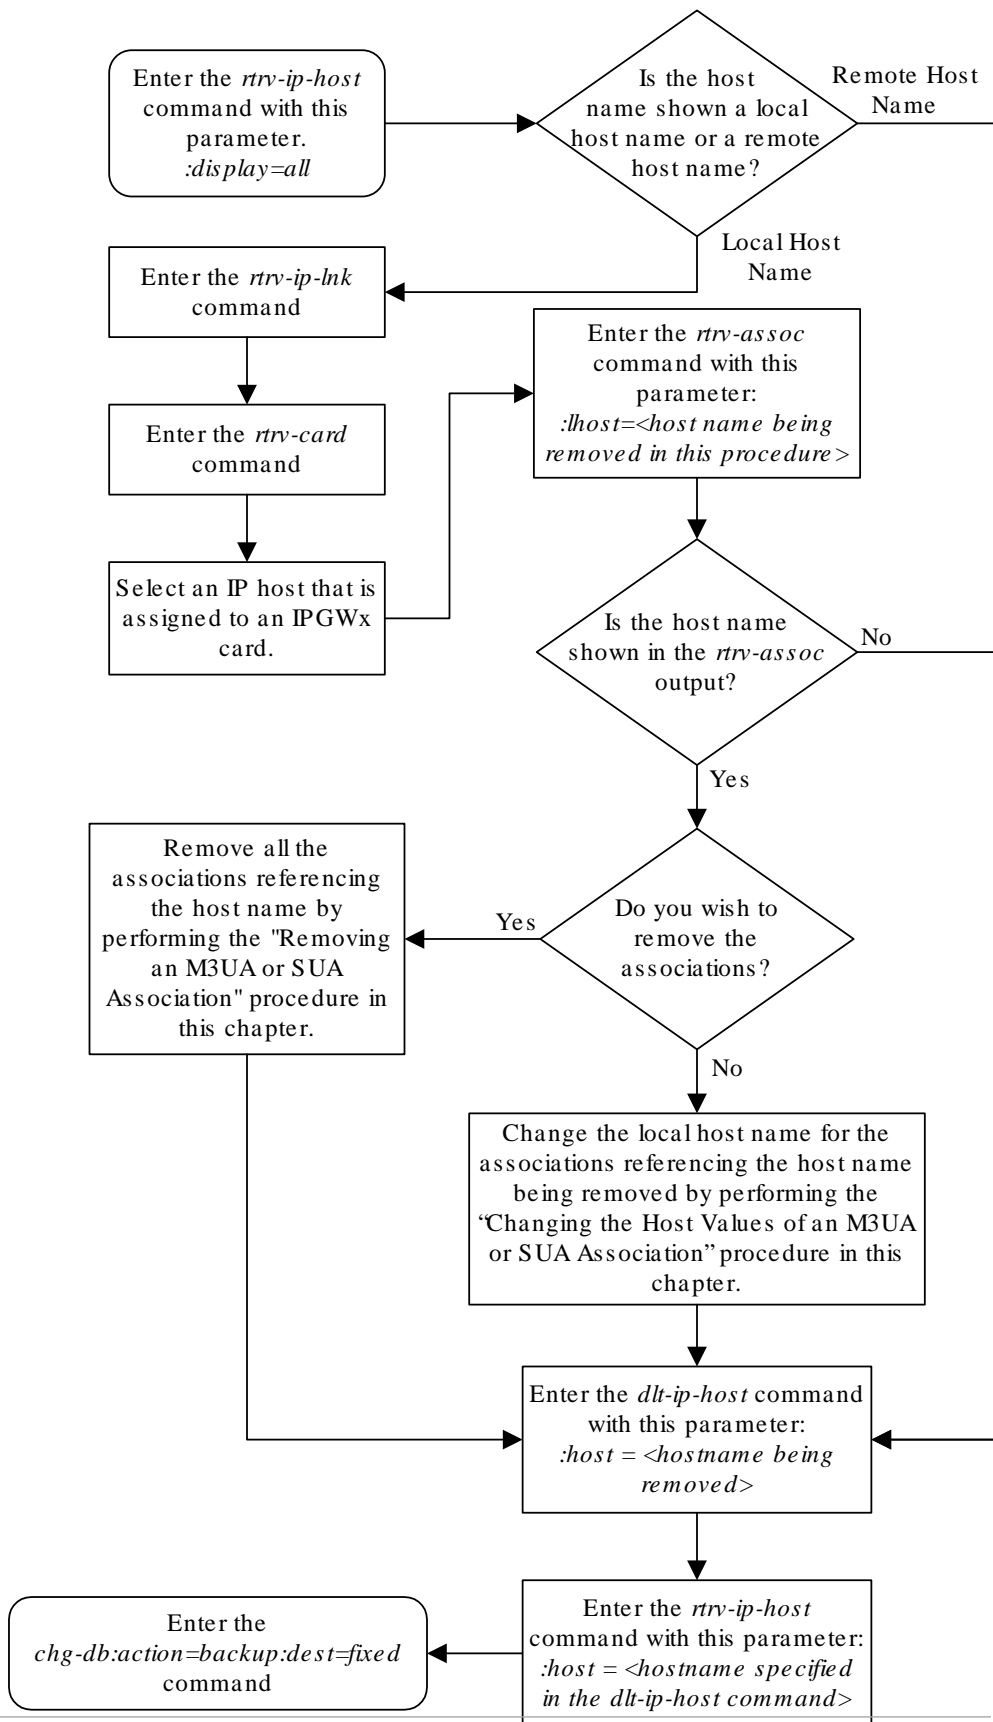 Enter the rtrv-ip-host
command with this
parameter.
:display=all
Is the host
name shown a local
host name or a remote
host name?
Remote Host
Name
Local Host
Name
Enter the rtrv-ip-lnk
command
Enter the rtrv-card
command
Select an IP host that is
assigned to an IPGWx
card.
Enter the rtrv-assoc
command with this
parameter:
:lhost=<host name being
removed in this procedure>
Is the host name
shown in the rtrv-assoc
output?
No
Yes
Do you wish to
remove the
associations?
Yes
Remove all the
associations referencing
the host name by
performing the "Removing
an M3UA or SUA
Association" procedure in
this chapter.
No
Change the local host name for the
associations referencing the host name
being removed by performing the
“Changing the Host Values of an M3UA
or SUA Association” procedure in this
chapter.
Enter the dlt-ip-host command
with this parameter:
:host = <hostname being
removed>
Enter the rtrv-ip-host
command with this parameter:
:host = <hostname specified
in the dlt-ip-host command>
Enter the
chg-db:action=backup:dest=fixed
command